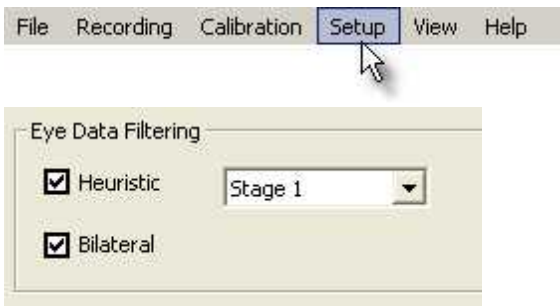 File Recording Calibration Setup View Help
Eye Data Filtering
Heuristic Stage 1
Bilateral